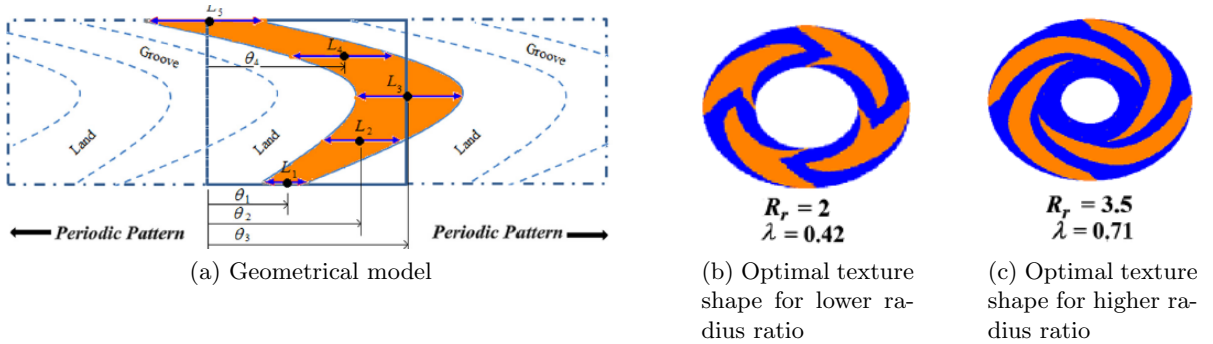 L5
Groove
Land
θ4
L4
L3
Groove
Land
L2
Land
L1
θ1
θ2
θ3
Periodic Pattern
Periodic Pattern
(a) Geometrical model
Rr = 2
λ = 0.42
(b) Optimal texture
shape for lower ra-
dius ratio
Rr = 3.5
λ = 0.71
(c) Optimal texture
shape for higher ra-
dius ratio